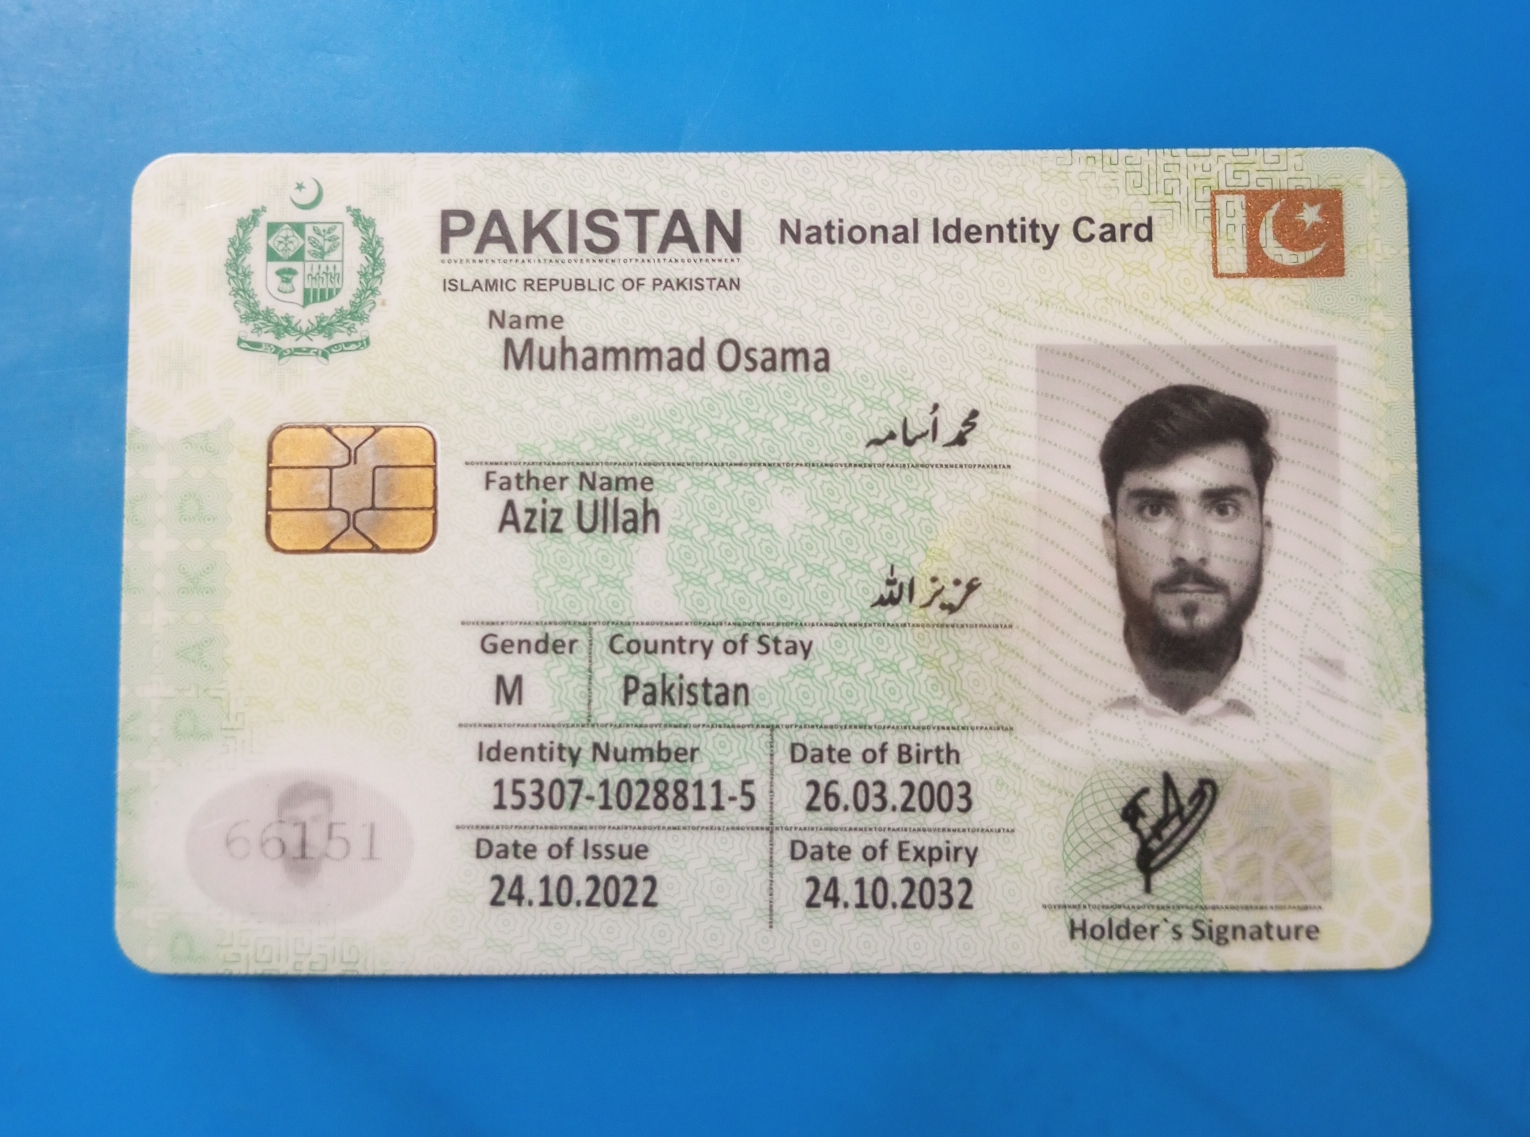 PAKISTAN National Identity Card
ISLAMIC REPUBLIC OF PAKISTAN
Name
Muhammad Osama
محمد أسامہ
Father Name
Aziz Ullah
عزیز اللہ
Gender Country of Stay
M Pakistan
Identity Number Date of Birth
15307-1028811-5 26.03.2003
Date of Issue Date of Expiry
24.10.2022 24.10.2032
66151
Holder`s Signature